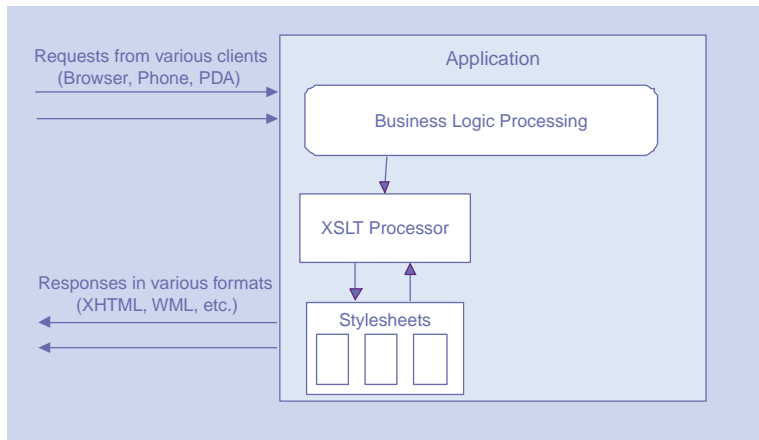 Requests from various clients
(Browser, Phone, PDA)
Application
Business Logic Processing
XSLT Processor
Responses in various formats
(XHTML, WML, etc.)
Stylesheets